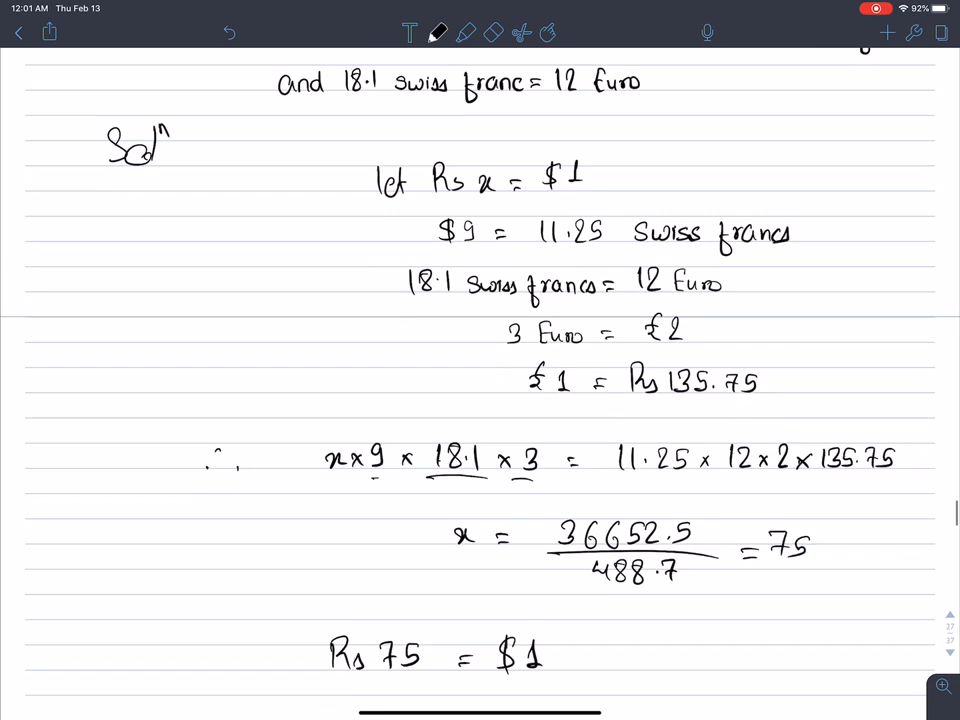 12:01 AM Thu Feb 13
92%
and 18.1 swiss franc = 12 Euro
Solⁿ
let Rs x = $1
$9 = 11.25 Swiss francs
18.1 swiss francs = 12 Euro
3 Euro = £2
£1 = Rs 135.75
∴ x × 9 × 18.1 × 3 = 11.25 × 12 × 2 × 135.75
x = 36652.5 / 488.7 = 75
Rs 75 = $1
27
37